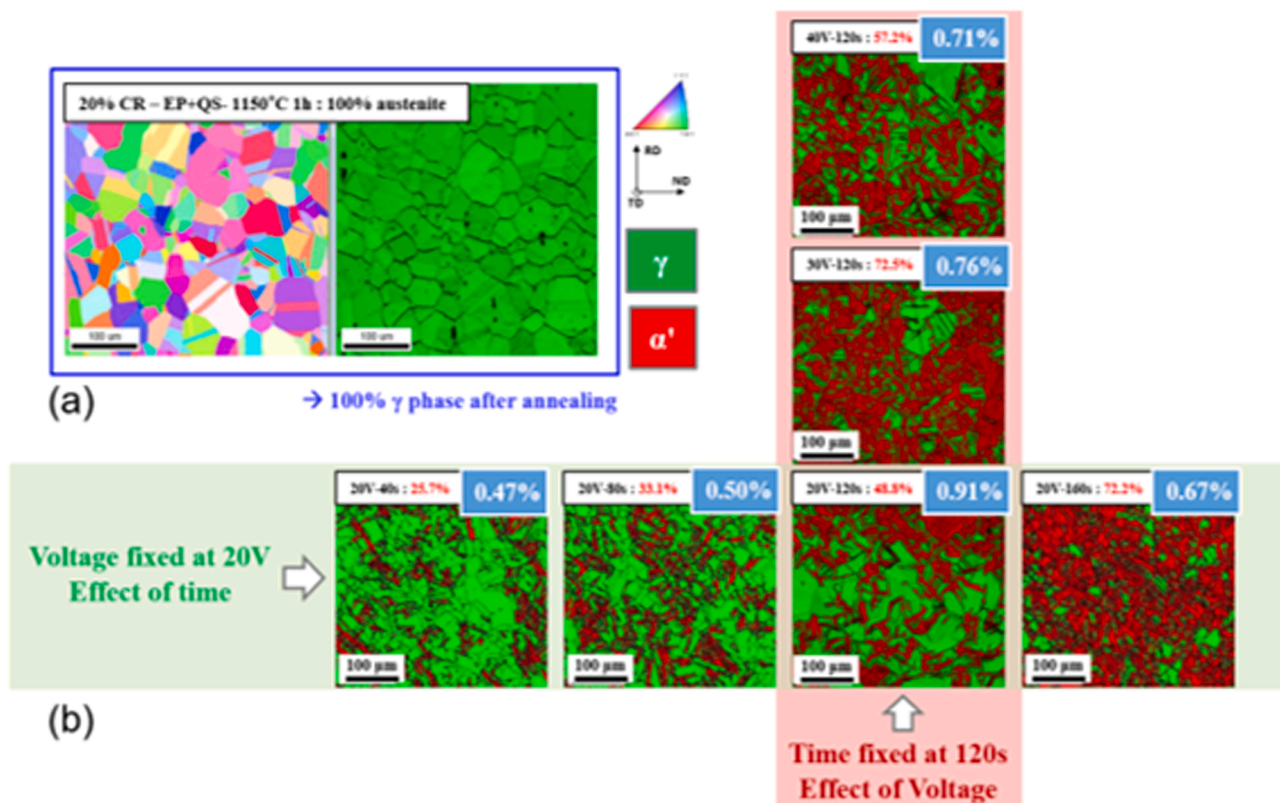 20% CR – EP+QS- 1150°C 1h : 100% austenite
100 um
100 um
RD
ND
TD
γ
α'
(a)
→ 100% γ phase after annealing
40V-120s : 57.2%
0.71%
100 μm
30V-120s : 72.5%
0.76%
100 μm
Voltage fixed at 20V
Effect of time
20V-40s : 25.7%
0.47%
100 μm
20V-80s : 33.1%
0.50%
100 μm
20V-120s : 48.8%
0.91%
100 μm
20V-160s : 72.2%
0.67%
100 μm
(b)
Time fixed at 120s
Effect of Voltage